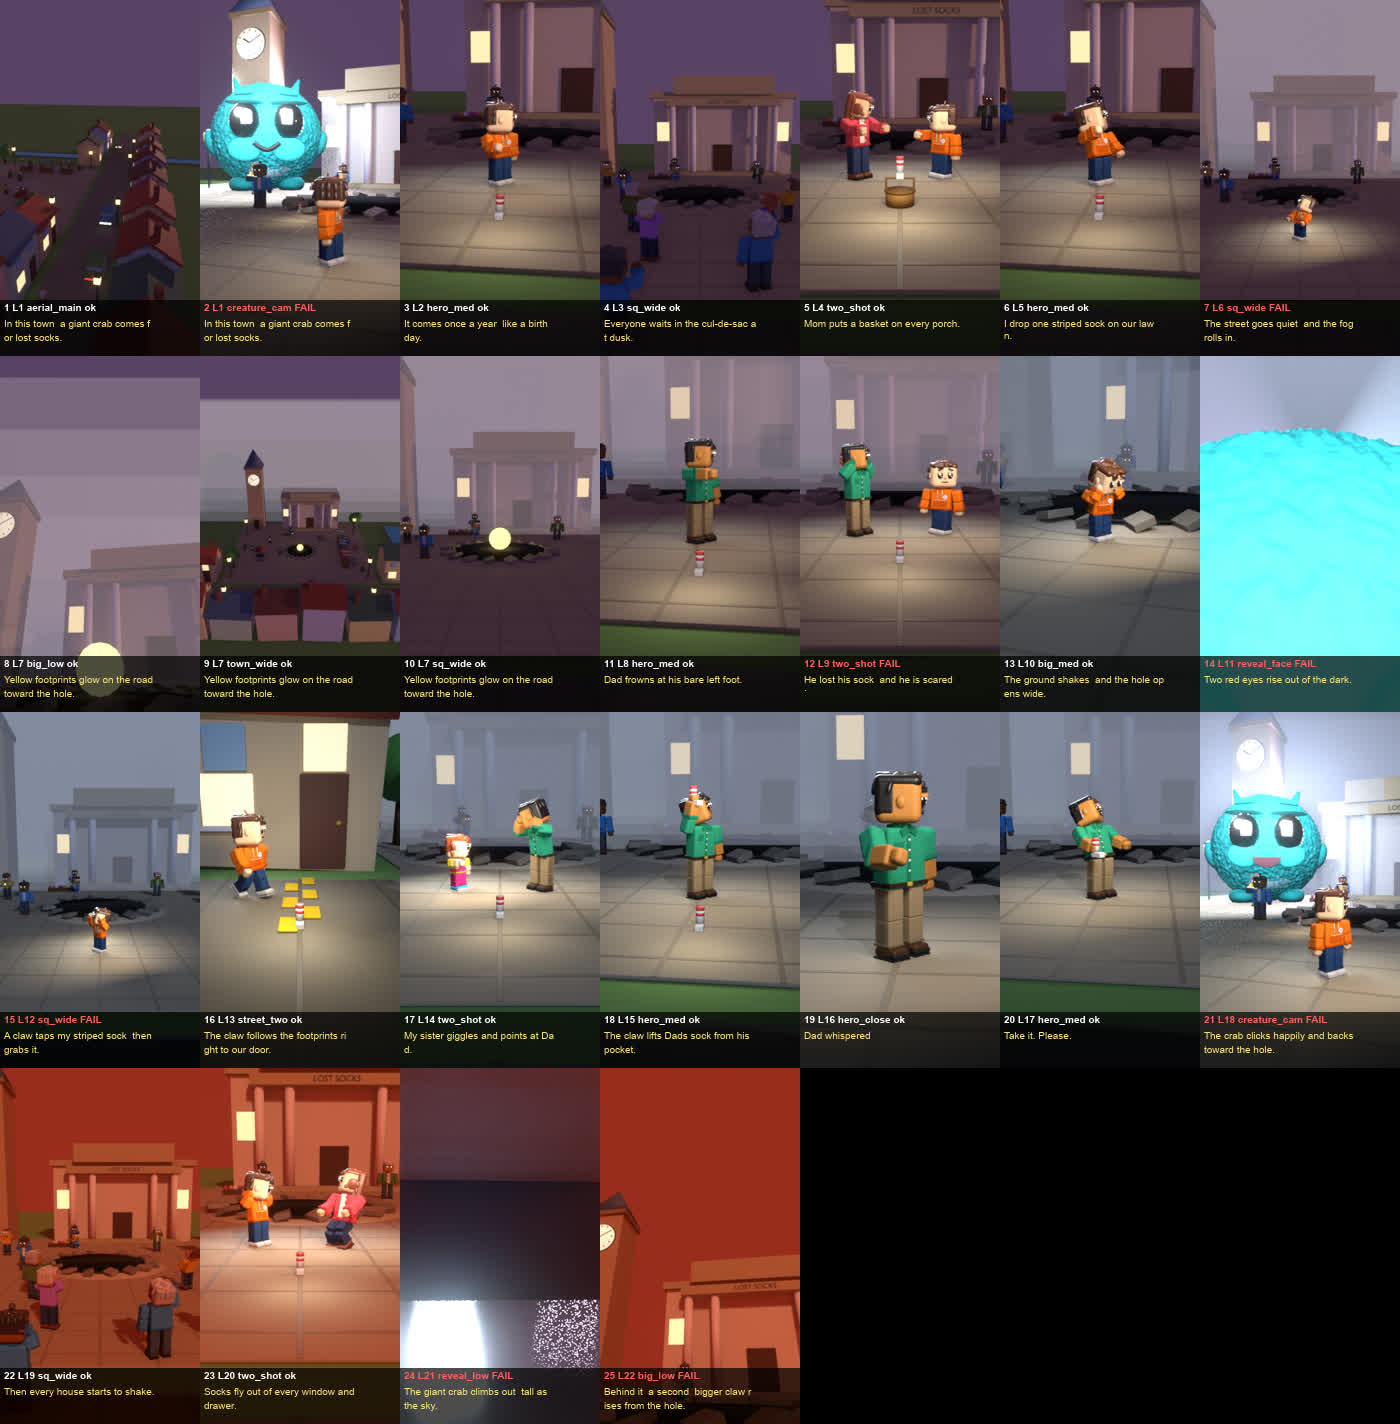 LOST SOCKS
1 L1 aerial_main ok
In this town  a giant crab comes f
or lost socks.
2 L1 creature_cam FAIL
In this town  a giant crab comes f
or lost socks.
3 L2 hero_med ok
It comes once a year  like a birth
day.
4 L3 sq_wide ok
Everyone waits in the cul-de-sac a
t dusk.
5 L4 two_shot ok
Mom puts a basket on every porch.
6 L5 hero_med ok
I drop one striped sock on our law
n.
7 L6 sq_wide FAIL
The street goes quiet  and the fog
rolls in.
8 L7 big_low ok
Yellow footprints glow on the road
toward the hole.
9 L7 town_wide ok
Yellow footprints glow on the road
toward the hole.
10 L7 sq_wide ok
Yellow footprints glow on the road
toward the hole.
11 L8 hero_med ok
Dad frowns at his bare left foot.
12 L9 two_shot FAIL
He lost his sock  and he is scared
.
13 L10 big_med ok
The ground shakes  and the hole op
ens wide.
14 L11 reveal_face FAIL
Two red eyes rise out of the dark.
15 L12 sq_wide FAIL
A claw taps my striped sock  then
grabs it.
16 L13 street_two ok
The claw follows the footprints ri
ght to our door.
17 L14 two_shot ok
My sister giggles and points at Da
d.
18 L15 hero_med ok
The claw lifts Dads sock from his
pocket.
19 L16 hero_close ok
Dad whispered
20 L17 hero_med ok
Take it. Please.
21 L18 creature_cam FAIL
The crab clicks happily and backs
toward the hole.
LOST SOCKS
22 L19 sq_wide ok
Then every house starts to shake.
23 L20 two_shot ok
Socks fly out of every window and
drawer.
24 L21 reveal_low FAIL
The giant crab climbs out  tall as
the sky.
LOST SOCKS
25 L22 big_low FAIL
Behind it  a second  bigger claw r
ises from the hole.